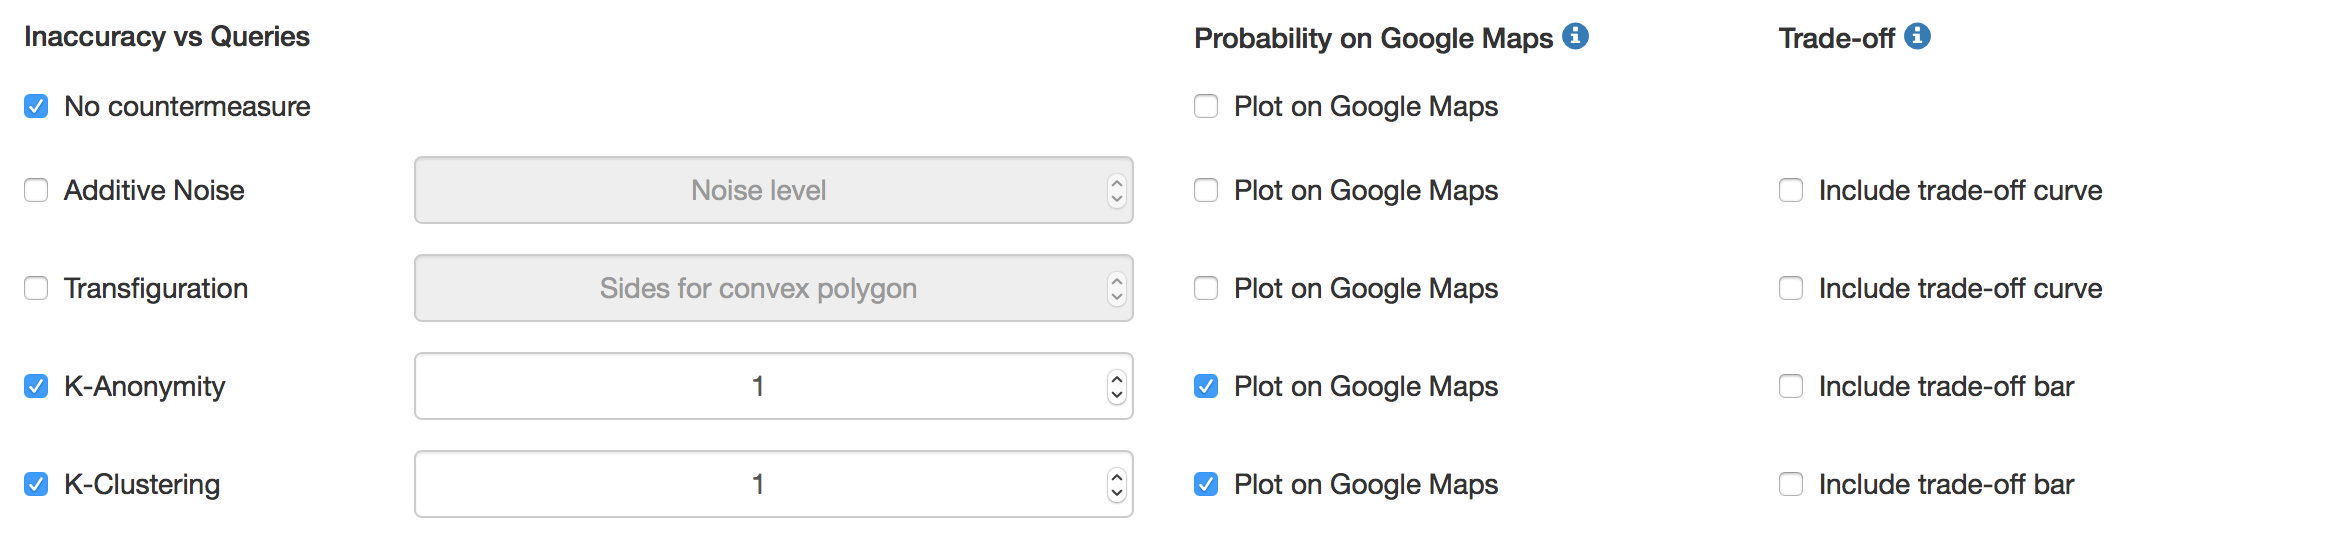 Inaccuracy vs Queries Probability on Google Maps Trade-off
No countermeasure Plot on Google Maps
Additive Noise Noise level Plot on Google Maps Include trade-off curve
Transfiguration Sides for convex polygon Plot on Google Maps Include trade-off curve
K-Anonymity 1 Plot on Google Maps Include trade-off bar
K-Clustering 1 Plot on Google Maps Include trade-off bar